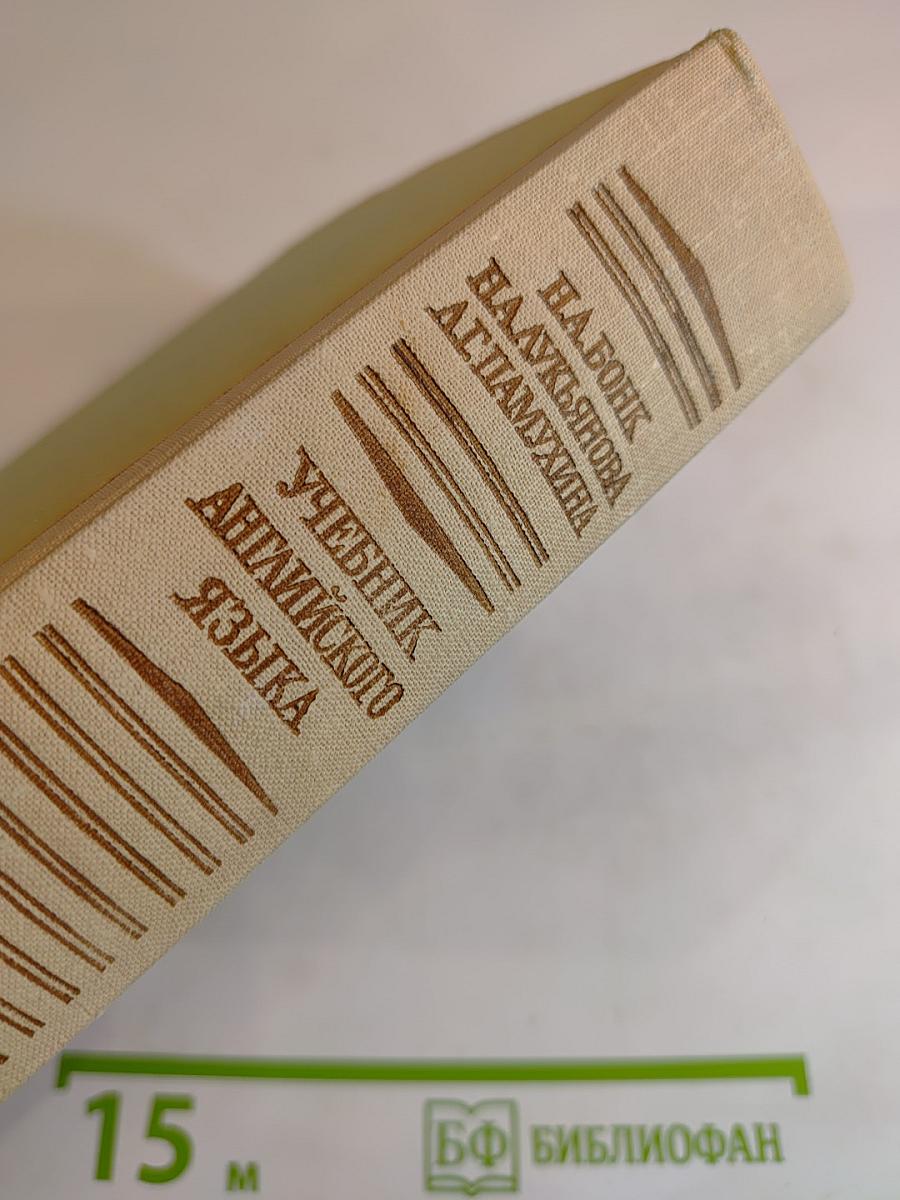 Н.А.БОНК
Н.А.ЛУКЬЯНОВА
Л.Г.ПАМУХИНА
УЧЕБНИК
АНГЛИЙСКОГО
ЯЗЫКА
15 м
БФ БИБЛИОФАН